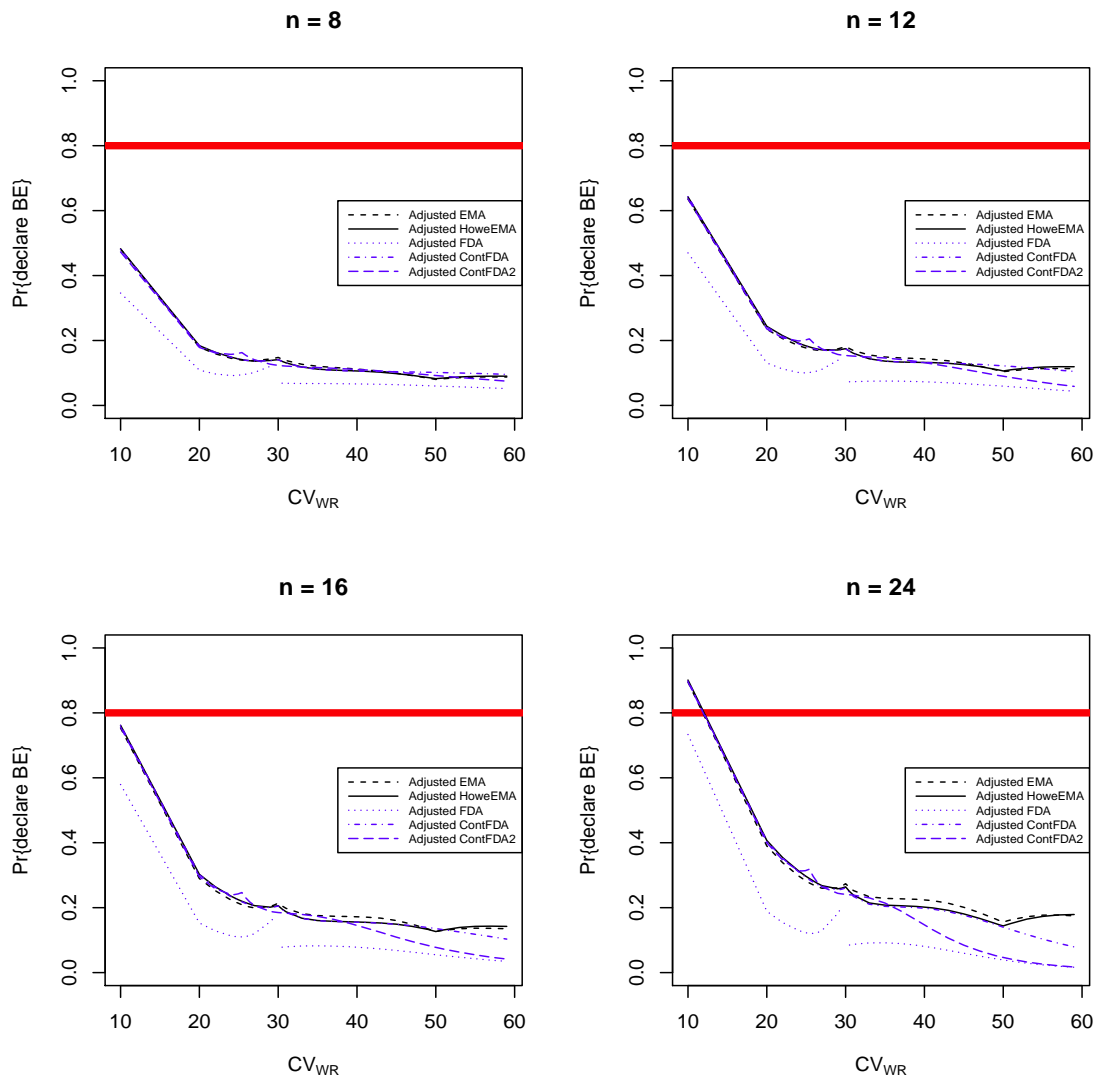 n = 8
1.0
0.8
0.6
0.4
0.2
0.0
Pr{declare BE}
Adjusted EMA
Adjusted HoweEMA
Adjusted FDA
Adjusted ContFDA
Adjusted ContFDA2
10 20 30 40 50 60
CVWR
n = 12
1.0
0.8
0.6
0.4
0.2
0.0
Pr{declare BE}
Adjusted EMA
Adjusted HoweEMA
Adjusted FDA
Adjusted ContFDA
Adjusted ContFDA2
10 20 30 40 50 60
CVWR
n = 16
1.0
0.8
0.6
0.4
0.2
0.0
Pr{declare BE}
Adjusted EMA
Adjusted HoweEMA
Adjusted FDA
Adjusted ContFDA
Adjusted ContFDA2
10 20 30 40 50 60
CVWR
n = 24
1.0
0.8
0.6
0.4
0.2
0.0
Pr{declare BE}
Adjusted EMA
Adjusted HoweEMA
Adjusted FDA
Adjusted ContFDA
Adjusted ContFDA2
10 20 30 40 50 60
CVWR